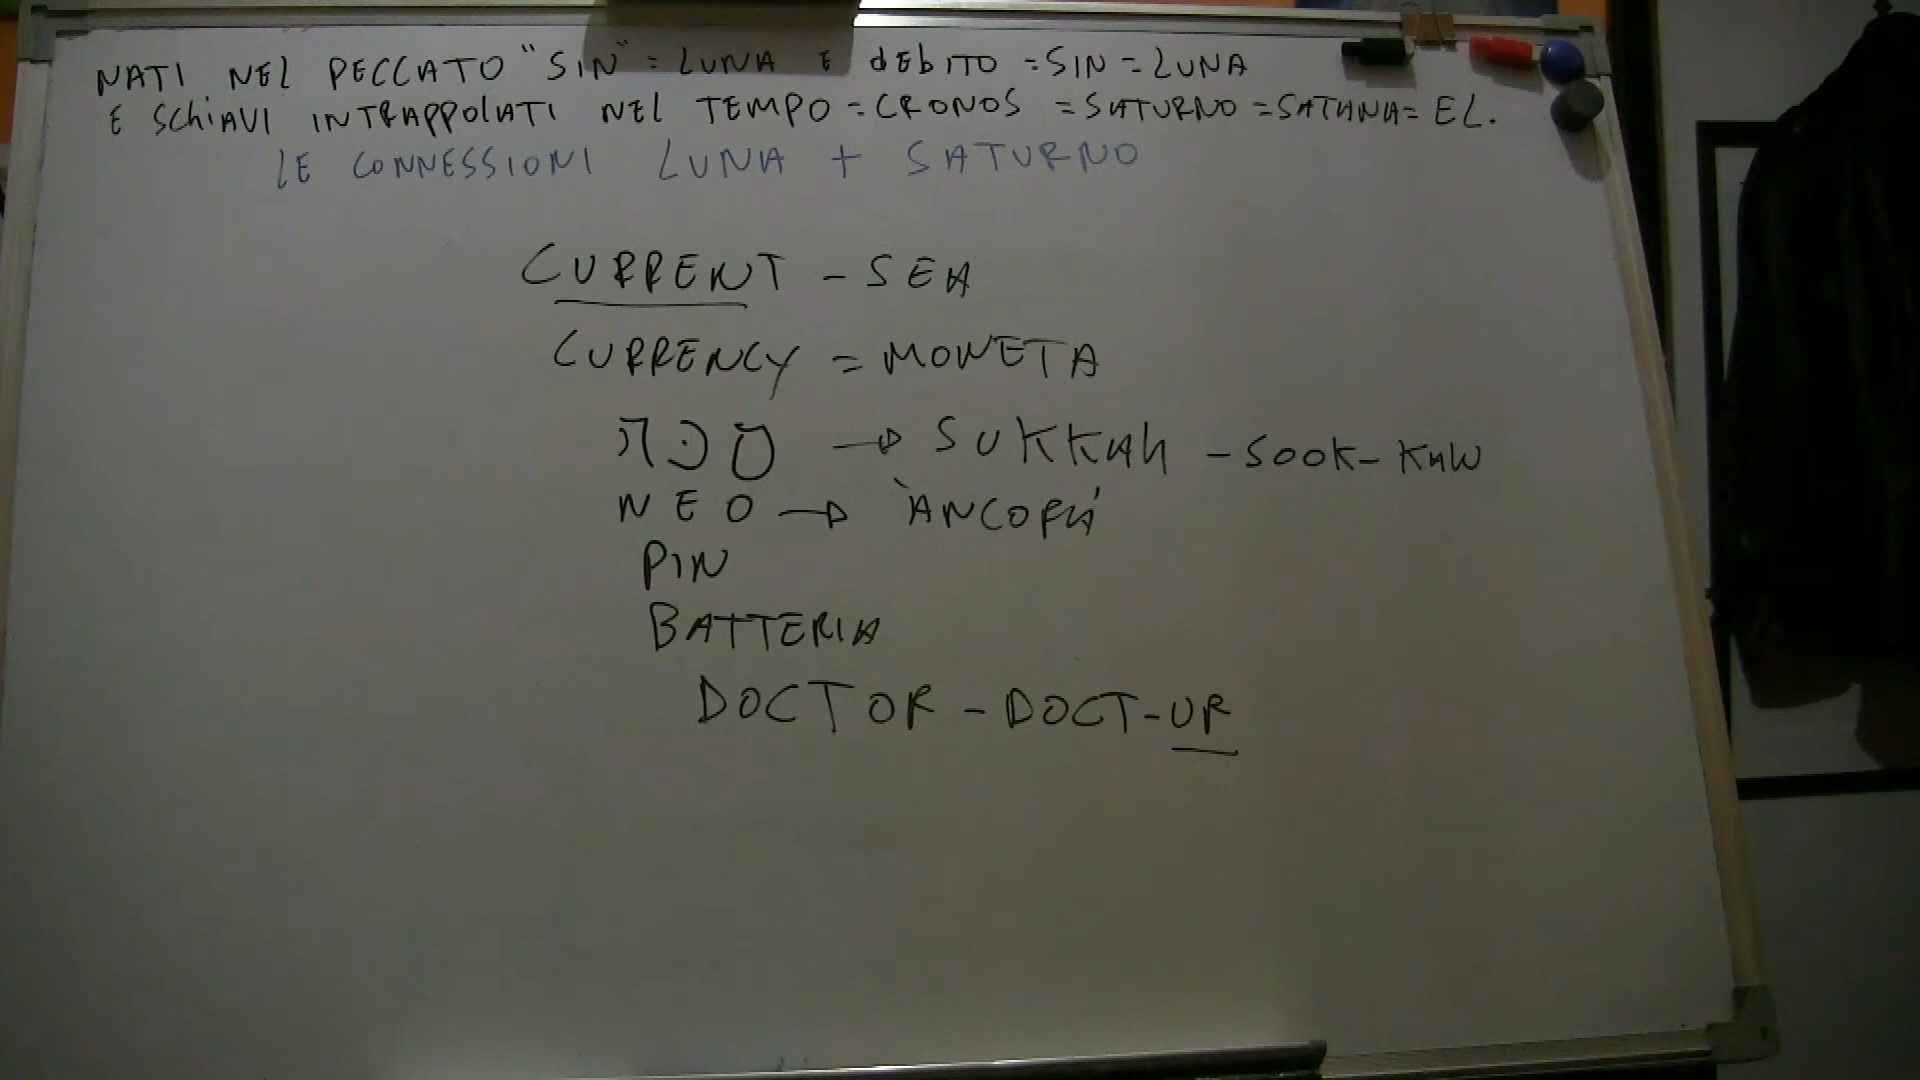 NATI NEL PECCATO "SIN" = LUNA E dEbITO = SIN = LUNA
E SCHIAVI INTRAPPOLATI NEL TEMPO = CRONOS = SATURNO = SATANA = EL.
LE CONNESSIONI LUNA + SATURNO
CURRENT - SEA
CURRENCY = MONETA
סֻכָּה → SUKKAH - SOOK - KAW
NEO → 'ANCORA'
PIN
BATTERIA
DOCTOR - DOCT-UR